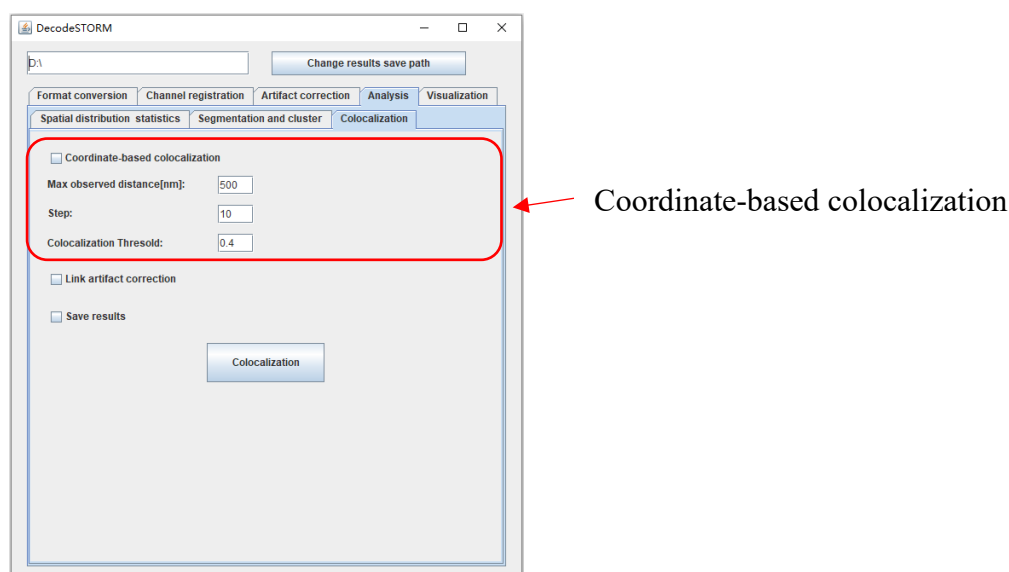 DecodeSTORM
D:\
Change results save path
Format conversion Channel registration Artifact correction Analysis Visualization
Spatial distribution statistics Segmentation and cluster Colocalization
Coordinate-based colocalization
Max observed distance[nm]: 500
Step: 10
Colocalization Thresold: 0.4
Link artifact correction
Save results
Colocalization
Coordinate-based colocalization